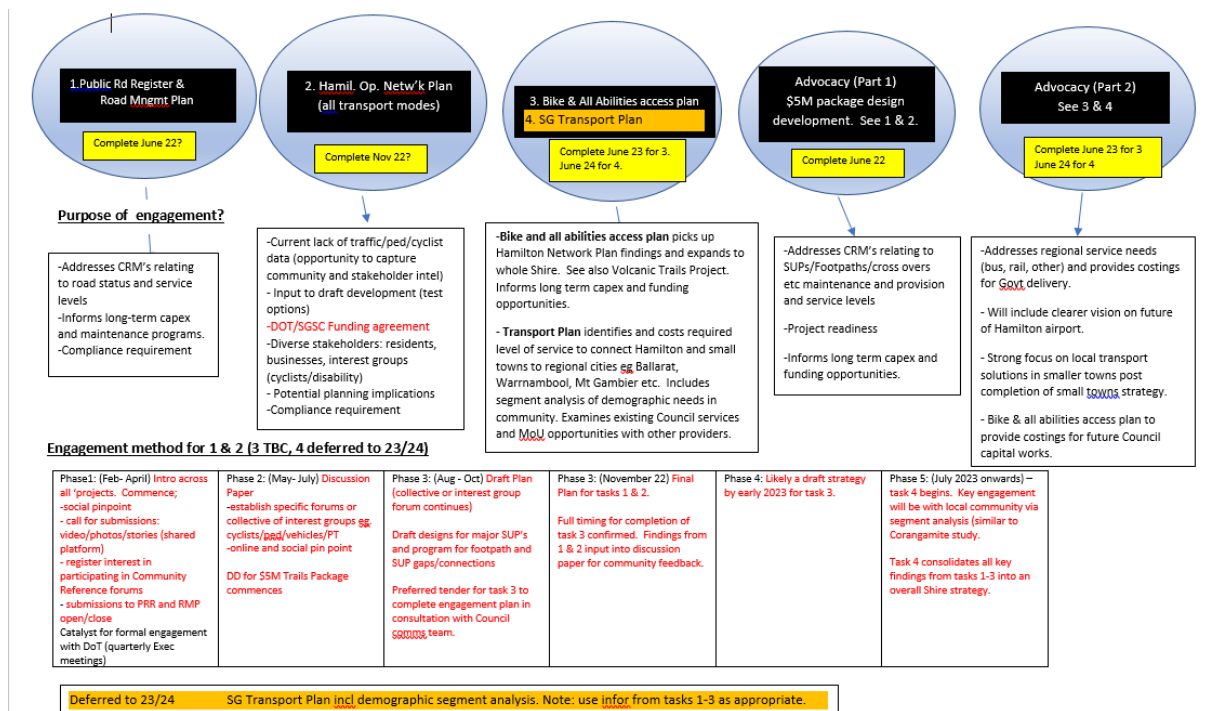 1.Public Rd Register &
Road Mngmt Plan
Complete June 22?
2. Hamil. Op. Netw'k Plan
(all transport modes)
Complete Nov 22?
3. Bike & All Abilities access plan
4. SG Transport Plan
Complete June 23 for 3.
June 24 for 4.
Advocacy (Part 1)
$5M package design
development. See 1 & 2.
Complete June 22
Advocacy (Part 2)
See 3 & 4
Complete June 23 for 3
June 24 for 4
Purpose of engagement?
-Addresses CRM's relating
to road status and service
levels
-Informs long-term capex
and maintenance programs.
-Compliance requirement
-Current lack of traffic/ped/cyclist
data (opportunity to capture
community and stakeholder intel)
- Input to draft development (test
options)
-DOT/SGSC Funding agreement
-Diverse stakeholders: residents,
businesses, interest groups
(cyclists/disability)
- Potential planning implications
-Compliance requirement
-Bike and all abilities access plan picks up
Hamilton Network Plan findings and expands to
whole Shire. See also Volcanic Trails Project.
Informs long term capex and funding
opportunities.
- Transport Plan identifies and costs required
level of service to connect Hamilton and small
towns to regional cities eg Ballarat,
Warrnambool, Mt Gambier etc. Includes
segment analysis of demographic needs in
community. Examines existing Council services
and MoU opportunities with other providers.
-Addresses CRM's relating to
SUPs/Footpaths/cross overs
etc maintenance and provision
and service levels
-Project readiness
-Informs long term capex and
funding opportunities.
-Addresses regional service needs
(bus, rail, other) and provides costings
for Govt delivery.
- Will include clearer vision on future
of Hamilton airport.
- Strong focus on local transport
solutions in smaller towns post
completion of small towns strategy.
- Bike & all abilities access plan to
provide costings for future Council
capital works.
Engagement method for 1 & 2 (3 TBC, 4 deferred to 23/24)
Phase1: (Feb- April) Intro across
all 'projects. Commence;
-social pinpoint
- call for submissions:
video/photos/stories (shared
platform)
- register interest in
participating in Community
Reference forums
- submissions to PRR and RMP
open/close
Catalyst for formal engagement
with DoT (quarterly Exec
meetings)
Phase 2: (May- July) Discussion
Paper
-establish specific forums or
collective of interest groups eg.
cyclists/ped/vehicles/PT
-online and social pin point
DD for $5M Trails Package
commences
Phase 3: (Aug - Oct) Draft Plan
(collective or interest group
forum continues)
Draft designs for major SUP's
and program for footpath and
SUP gaps/connections
Preferred tender for task 3 to
complete engagement plan in
consultation with Council
comms team.
Phase 3: (November 22) Final
Plan for tasks 1 & 2.
Full timing for completion of
task 3 confirmed. Findings from
1 & 2 input into discussion
paper for community feedback.
Phase 4: Likely a draft strategy
by early 2023 for task 3.
Phase 5: (July 2023 onwards) –
task 4 begins. Key engagement
will be with local community via
segment analysis (similar to
Corangamite study.
Task 4 consolidates all key
findings from tasks 1-3 into an
overall Shire strategy.
Deferred to 23/24 SG Transport Plan incl demographic segment analysis. Note: use infor from tasks 1-3 as appropriate.